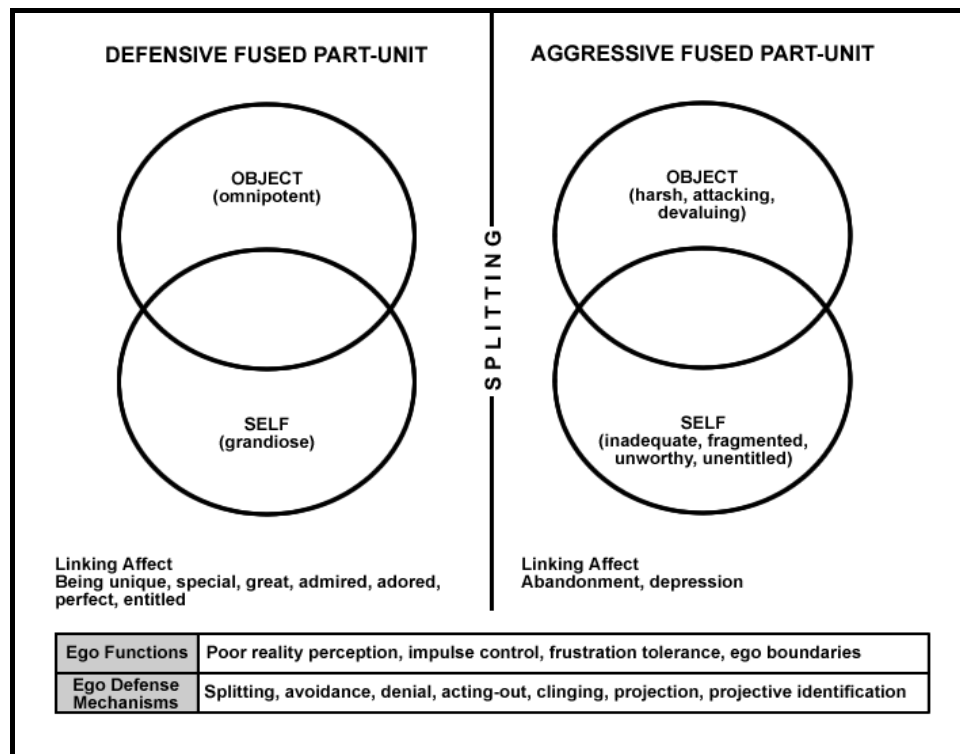 DEFENSIVE FUSED PART-UNIT
OBJECT
(omnipotent)
SELF
(grandiose)
Linking Affect
Being unique, special, great, admired, adored,
perfect, entitled
SPLITTING
AGGRESSIVE FUSED PART-UNIT
OBJECT
(harsh, attacking,
devaluing)
SELF
(inadequate, fragmented,
unworthy, unentitled)
Linking Affect
Abandonment, depression
Ego Functions
Poor reality perception, impulse control, frustration tolerance, ego boundaries
Ego Defense
Mechanisms
Splitting, avoidance, denial, acting-out, clinging, projection, projective identification